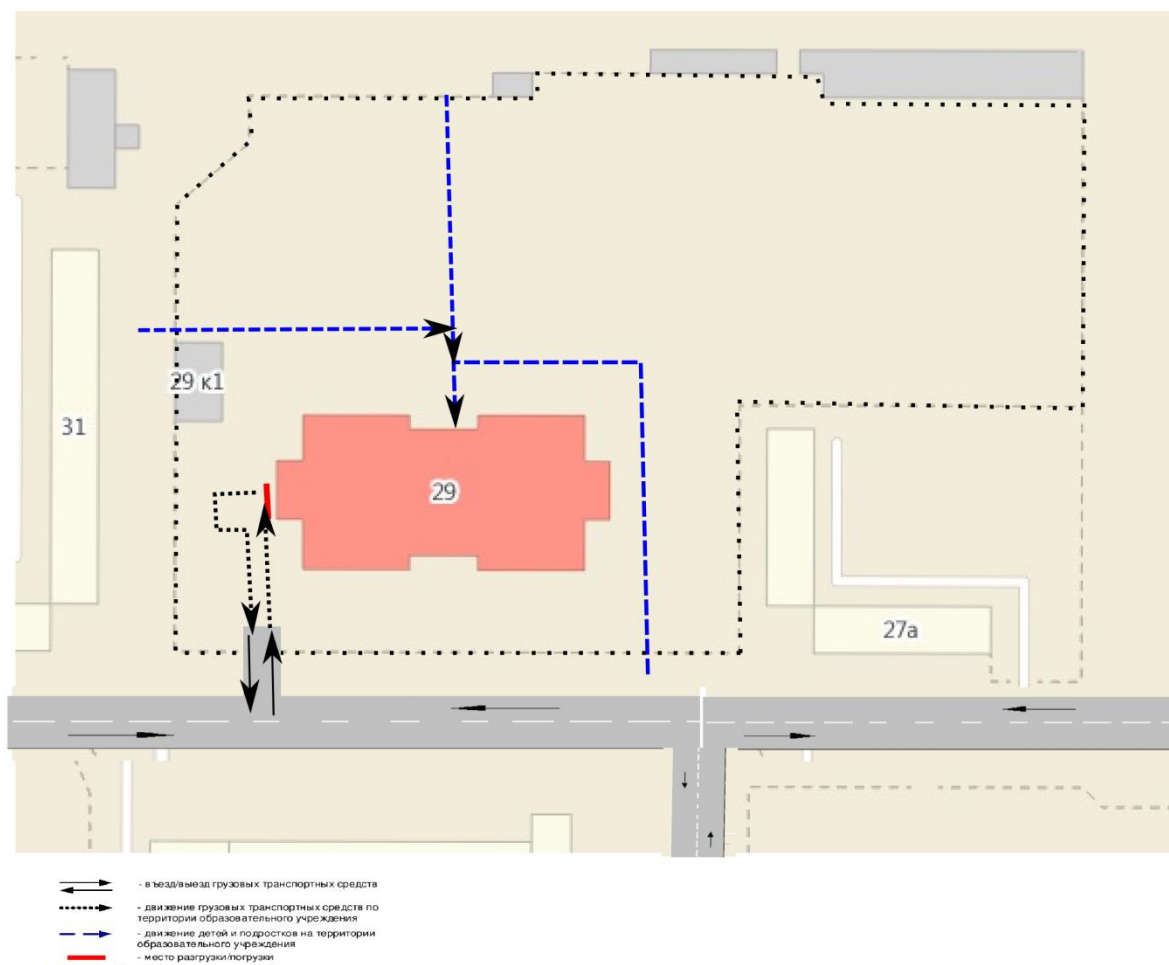 29 к1
31
29
27а
- въезд/выезд грузовых транспортных средств
- движение грузовых транспортных средств по
территории образовательного учреждения
- движение детей и подростков на территории
образовательного учреждения
- место разгрузки/погрузки